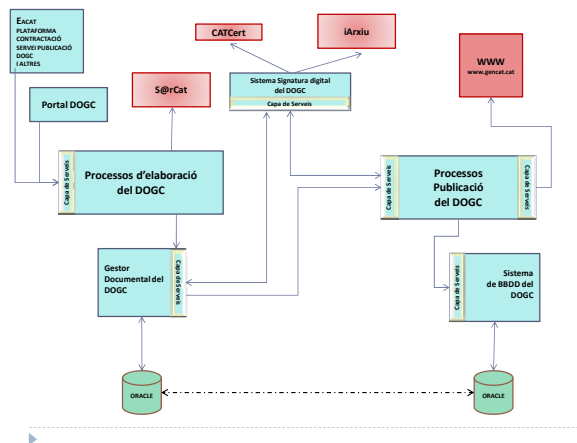 EACAT
PLATAFORMA
CONTRACTACIÓ
SERVEI PUBLICACIÓ
DOGC
I ALTRES
CATCert
iArxiu
WWW
www.gencat.cat
Sistema Signatura digital
del DOGC
Capa de Serveis
S@rCat
Portal DOGC
Capa de Serveis
Processos d'elaboració
del DOGC
Capa de Serveis
Processos
Publicació
del DOGC
Capa de Serveis
Gestor
Documental del
DOGC
Capa de Serveis
Capa de Serveis
Sistema
de BBDD del
DOGC
ORACLE
ORACLE